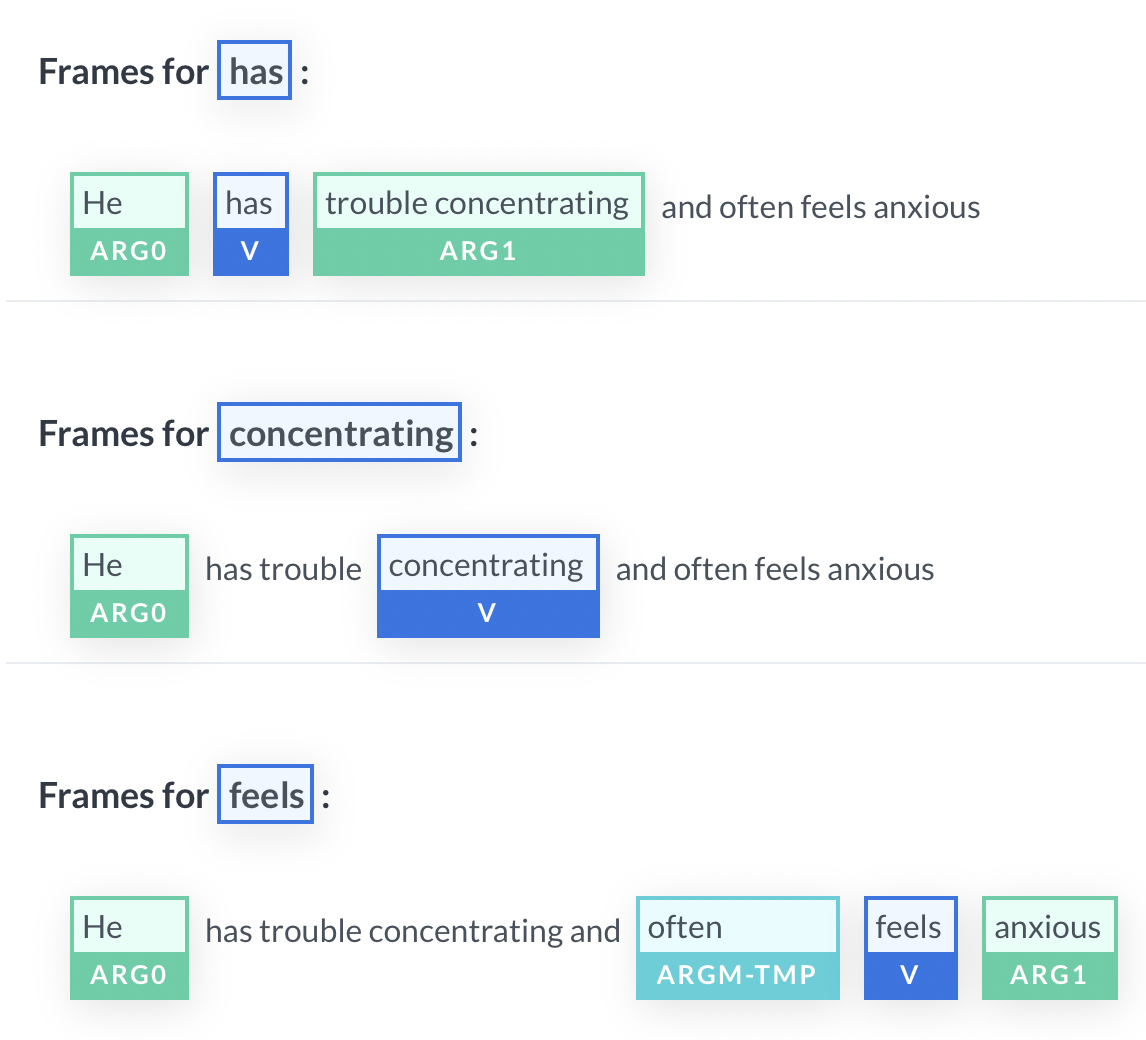 Frames for has :
He has trouble concentrating and often feels anxious
ARG0 V ARG1
Frames for concentrating :
He has trouble concentrating and often feels anxious
ARG0 V
Frames for feels :
He has trouble concentrating and often feels anxious
ARG0 ARGM-TMP V ARG1